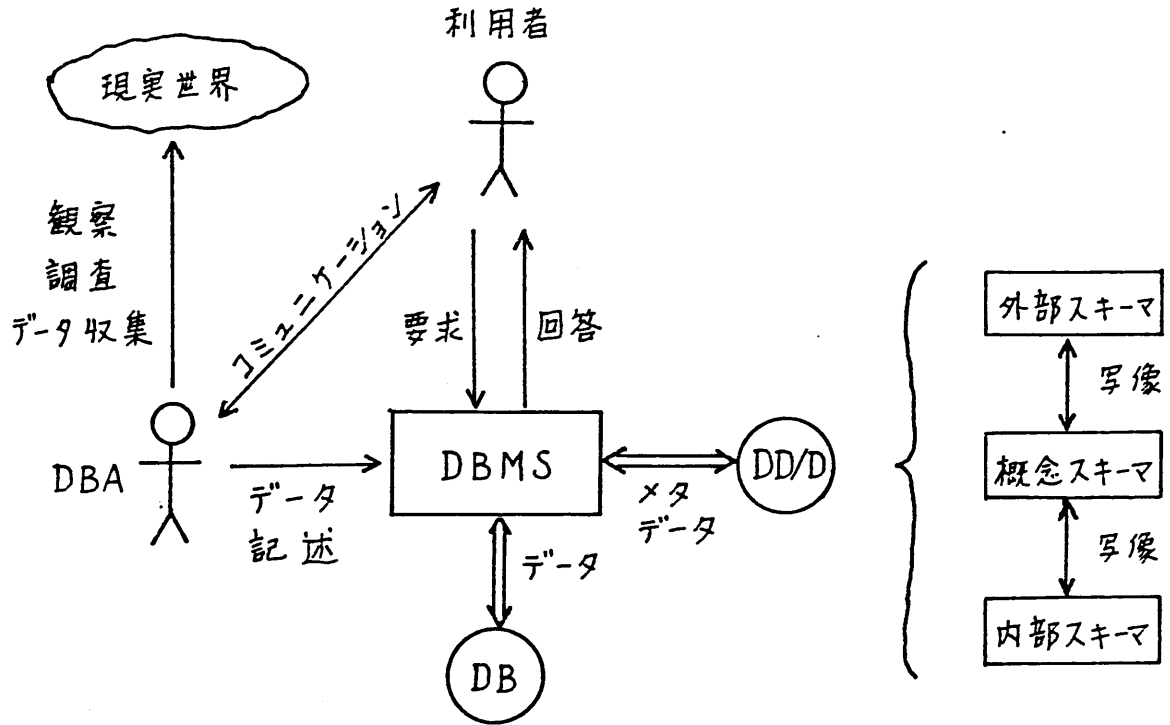 利用者
現実世界
観察
調査
データ収集
コミュニケーション
要求
回答
DBA
データ
記述
DBMS
メタ
データ
DD/D
データ
DB
外部スキーマ
写像
概念スキーマ
写像
内部スキーマ